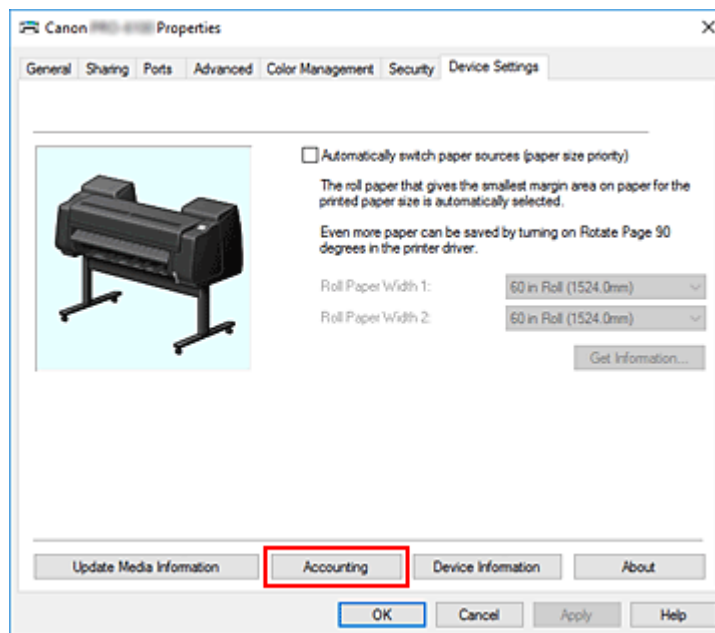 Canon Properties
General Sharing Ports Advanced Color Management Security Device Settings
Automatically switch paper sources (paper size priority)
The roll paper that gives the smallest margin area on paper for the
printed paper size is automatically selected.
Even more paper can be saved by turning on Rotate Page 90
degrees in the printer driver.
Roll Paper Width 1: 60 in Roll (1524.0mm)
Roll Paper Width 2: 60 in Roll (1524.0mm)
Get Information...
Update Media Information Accounting Device Information About
OK Cancel Apply Help